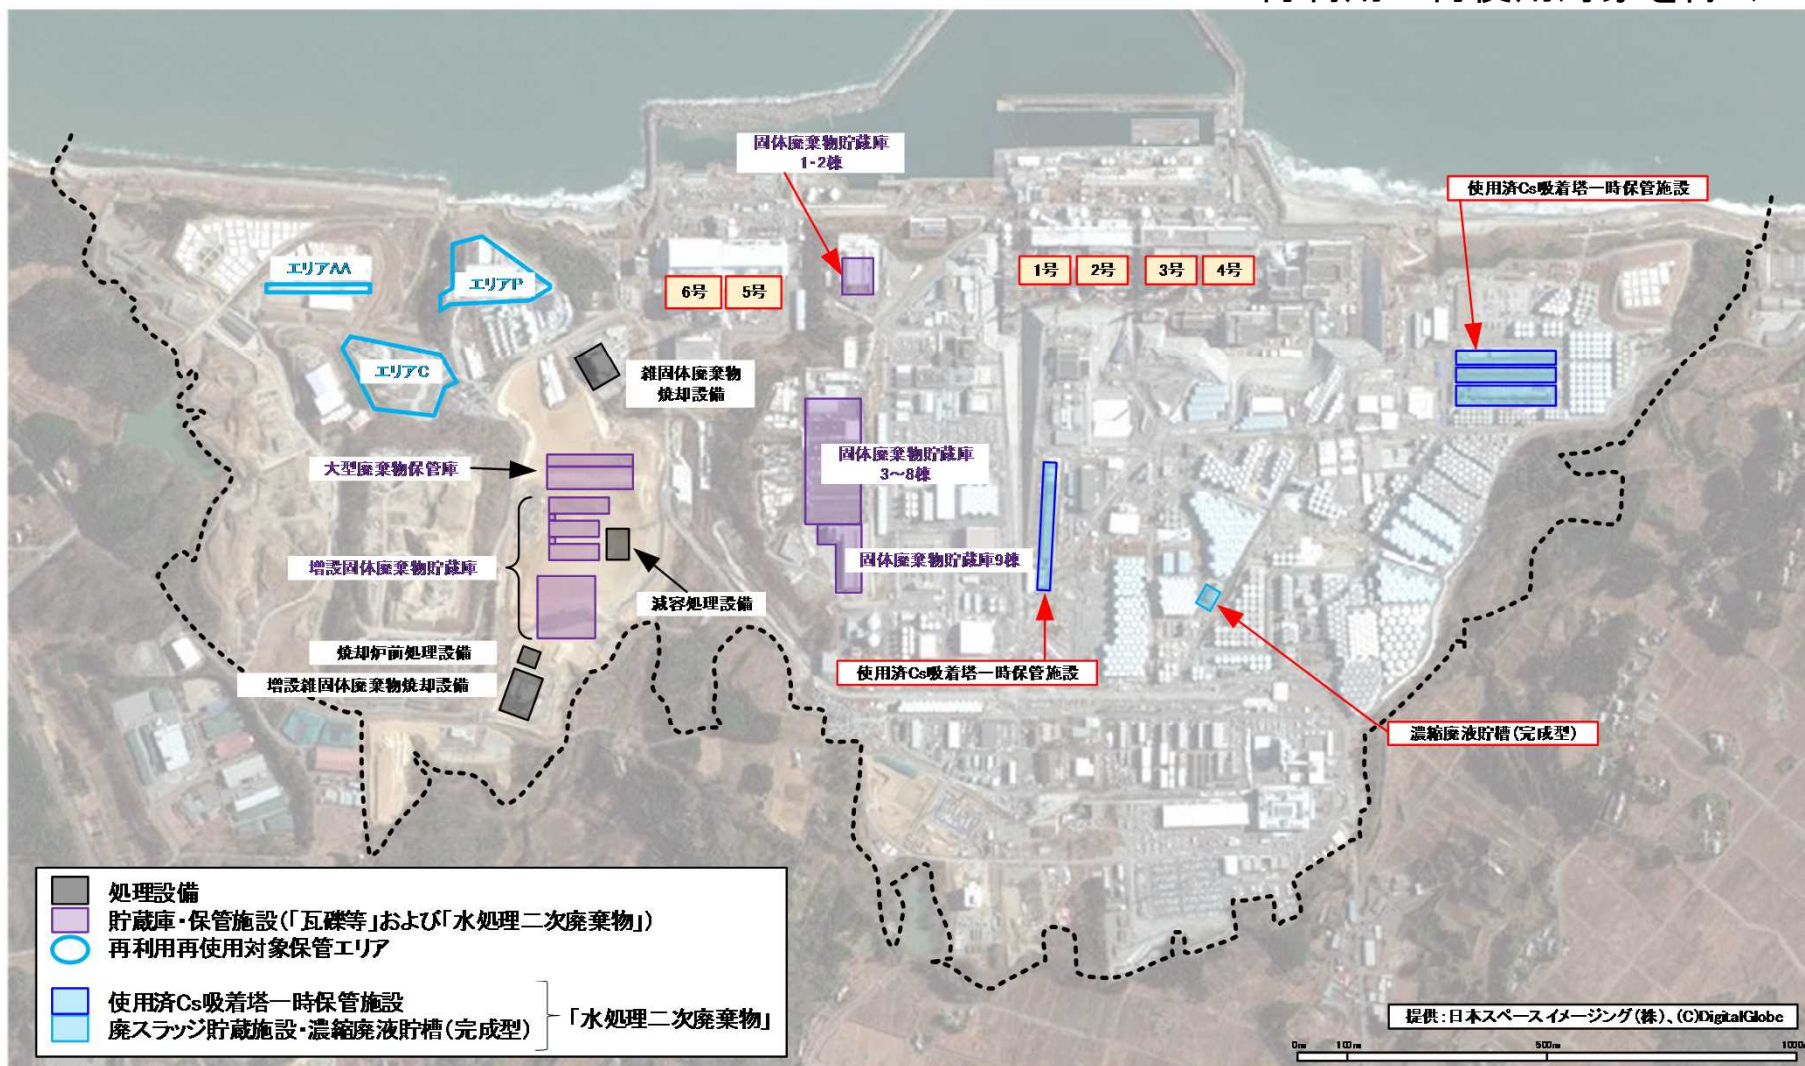 固体廃棄物貯蔵庫
1-2棟
使用済Cs吸着塔一時保管施設
エリアAA
エリアP
6号
5号
1号
2号
3号
4号
エリアC
雑固体廃棄物
焼却設備
大型廃棄物保管庫
固体廃棄物貯蔵庫
3～8棟
増設固体廃棄物貯蔵庫
固体廃棄物貯蔵庫9棟
減容処理設備
焼却炉前処理設備
増設雑固体廃棄物焼却設備
使用済Cs吸着塔一時保管施設
濃縮廃液貯槽(完成型)
処理設備
貯蔵庫・保管施設(「瓦礫等」および「水処理二次廃棄物」)
再利用再使用対象保管エリア
使用済Cs吸着塔一時保管施設
廃スラッジ貯蔵施設・濃縮廃液貯槽(完成型)
「水処理二次廃棄物」
提供:日本スペースイメージング(株)、(C)DigitalGlobe
0m 100m 500m 1000m